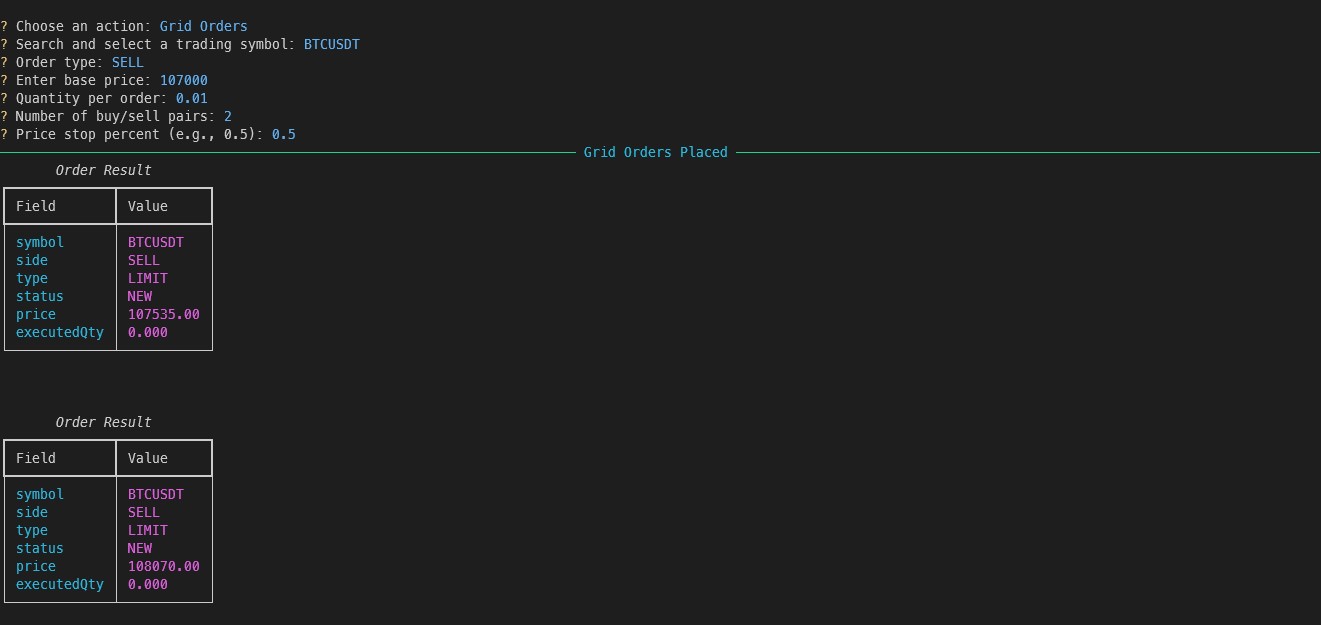 ? Choose an action: Grid Orders
? Search and select a trading symbol: BTCUSDT
? Order type: SELL
? Enter base price: 107000
? Quantity per order: 0.01
? Number of buy/sell pairs: 2
? Price stop percent (e.g., 0.5): 0.5
Grid Orders Placed
Order Result
Field Value
symbol BTCUSDT
side SELL
type LIMIT
status NEW
price 107535.00
executedQty 0.000
Order Result
Field Value
symbol BTCUSDT
side SELL
type LIMIT
status NEW
price 108070.00
executedQty 0.000